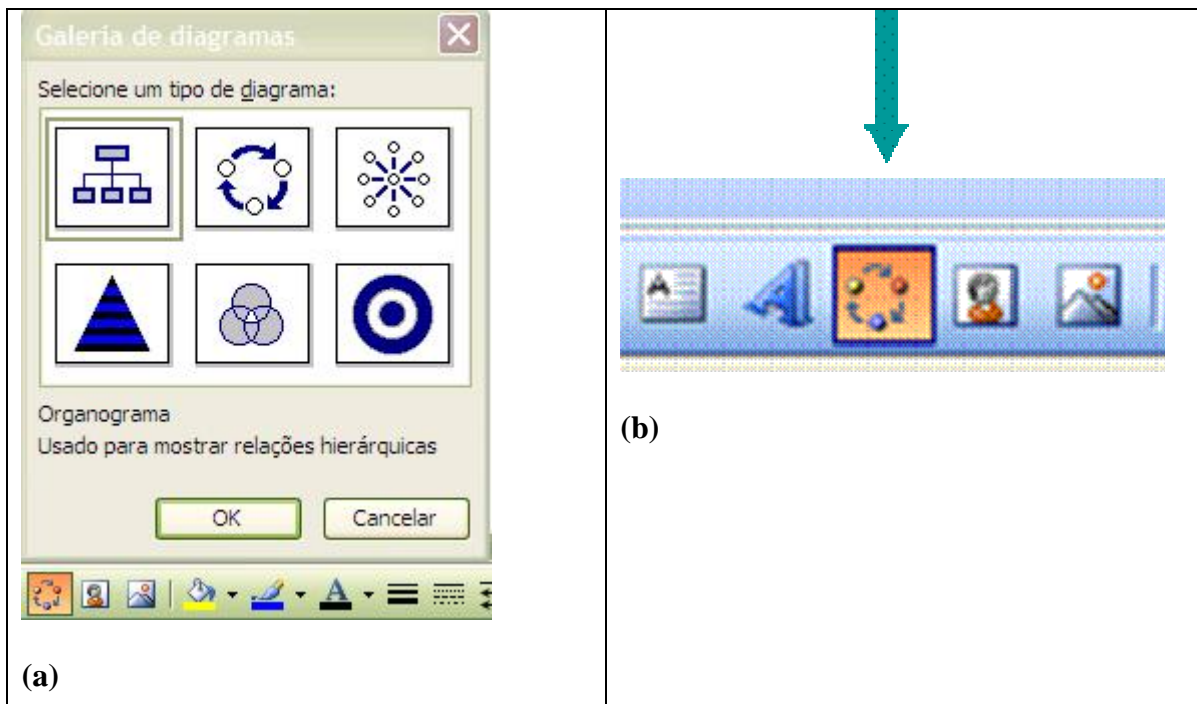 Galeria de diagramas
Selecione um tipo de diagrama:
Organograma
Usado para mostrar relações hierárquicas
OK
Cancelar
(a)
(b)